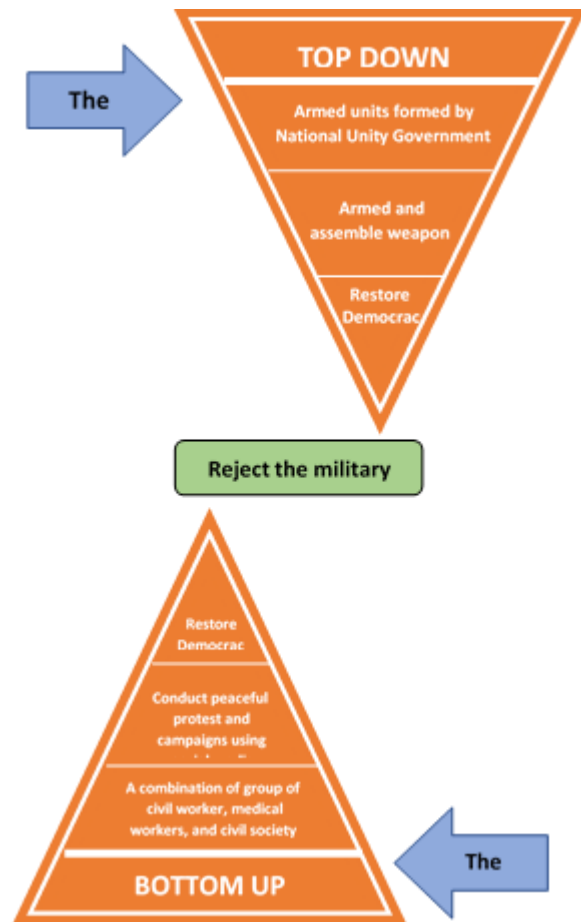 TOP DOWN
The
Armed units formed by
National Unity Government
Armed and
assemble weapon
Restore
Democrac
Reject the military
Restore
Democrac
Conduct peaceful
protest and
campaigns using
A combination of group of
civil worker, medical
workers, and civil society
The
BOTTOM UP